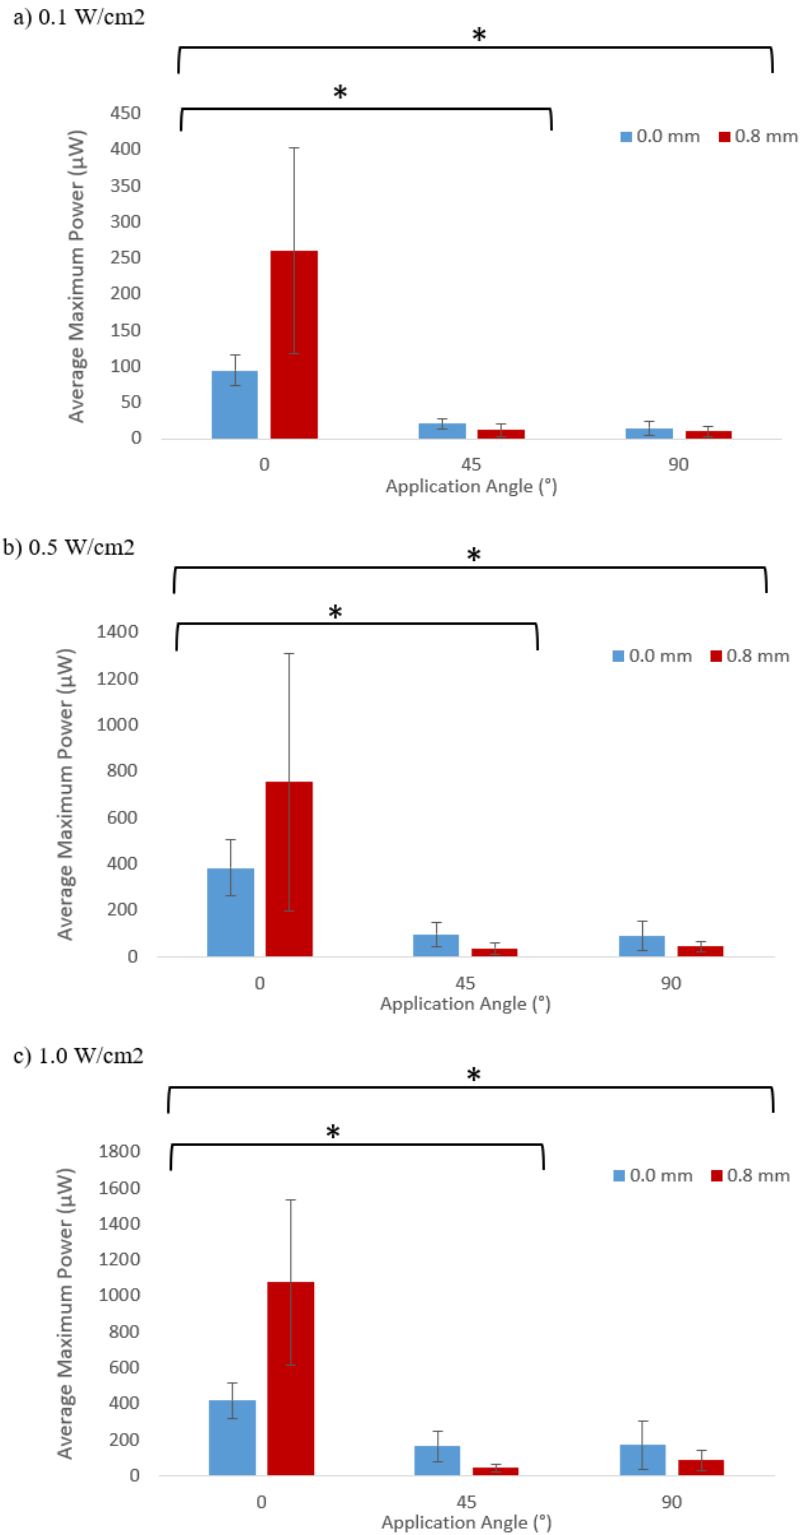 a) 0.1 W/cm2
*
*
0.0 mm 0.8 mm
Average Maximum Power (µW)
450
400
350
300
250
200
150
100
50
0
0 45 90
Application Angle (°)
b) 0.5 W/cm2
*
*
0.0 mm 0.8 mm
Average Maximum Power (µW)
1400
1200
1000
800
600
400
200
0
0 45 90
Application Angle (°)
c) 1.0 W/cm2
*
*
0.0 mm 0.8 mm
Average Maximum Power (µW)
1800
1600
1400
1200
1000
800
600
400
200
0
0 45 90
Application Angle (°)